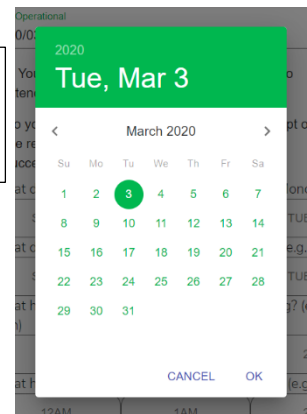 Operational
2020
Tue, Mar 3
March 2020
Su Mo Tu We Th Fr Sa
1 2 3 4 5 6 7
8 9 10 11 12 13 14
15 16 17 18 19 20 21
22 23 24 25 26 27 28
29 30 31
CANCEL OK
12AM 1AM